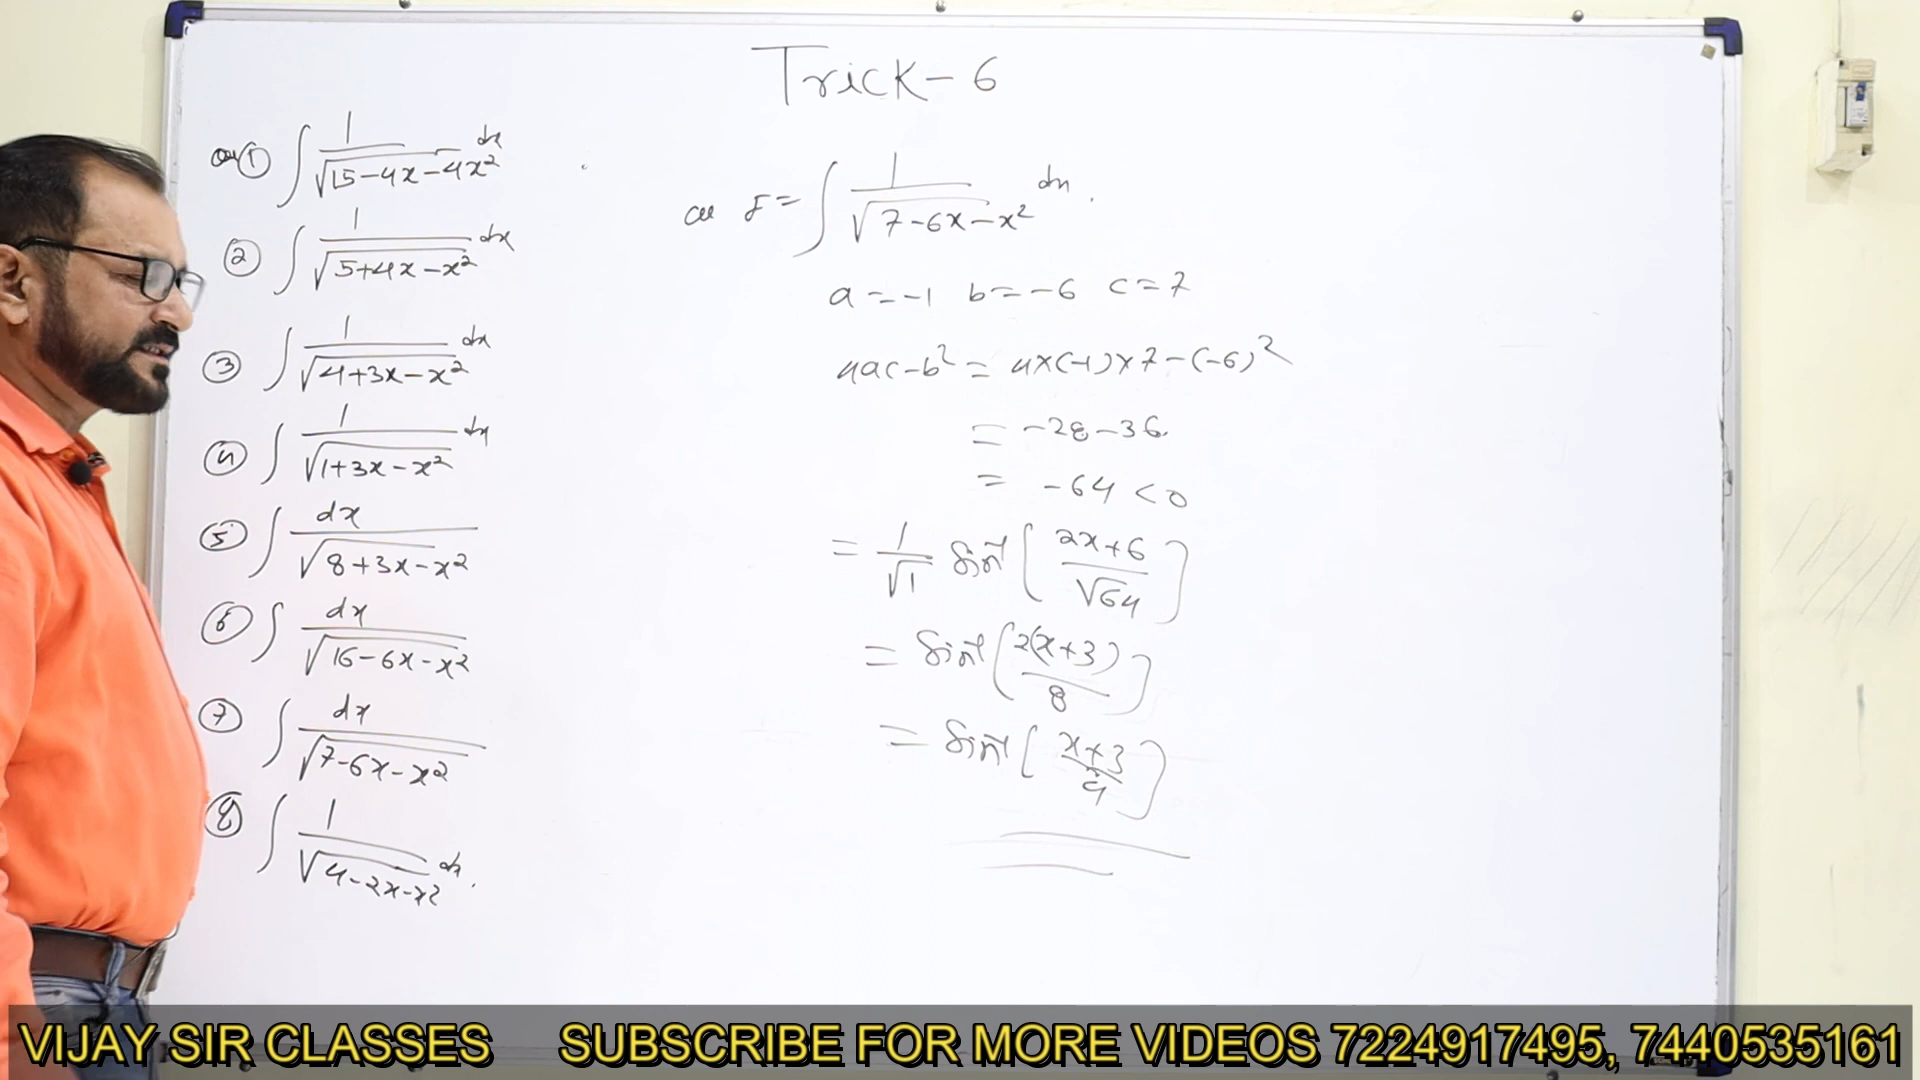 Trick-6
Qu① ∫ 1/√(15-4x-4x²) dx
② ∫ 1/√(5+4x-x²) dx
③ ∫ 1/√(4+3x-x²) dx
④ ∫ 1/√(1+3x-x²) dx
⑤ ∫ dx/√(8+3x-x²)
⑥ ∫ dx/√(16-6x-x²)
⑦ ∫ dx/√(7-6x-x²)
⑧ ∫ 1/√(4-2x-x²) dx.
I = ∫ 1/√(7-6x-x²) dx.
a=-1 b=-6 c=7
4ac-b² = 4×(-1)×7-(-6)²
= -28-36
= -64 <0
= 1/√1 sin⁻¹[(2x+6)/√64]
= sin⁻¹[2(x+3)/8]
= sin⁻¹[(x+3)/4]
VIJAY SIR CLASSES SUBSCRIBE FOR MORE VIDEOS 7224917495, 7440535161